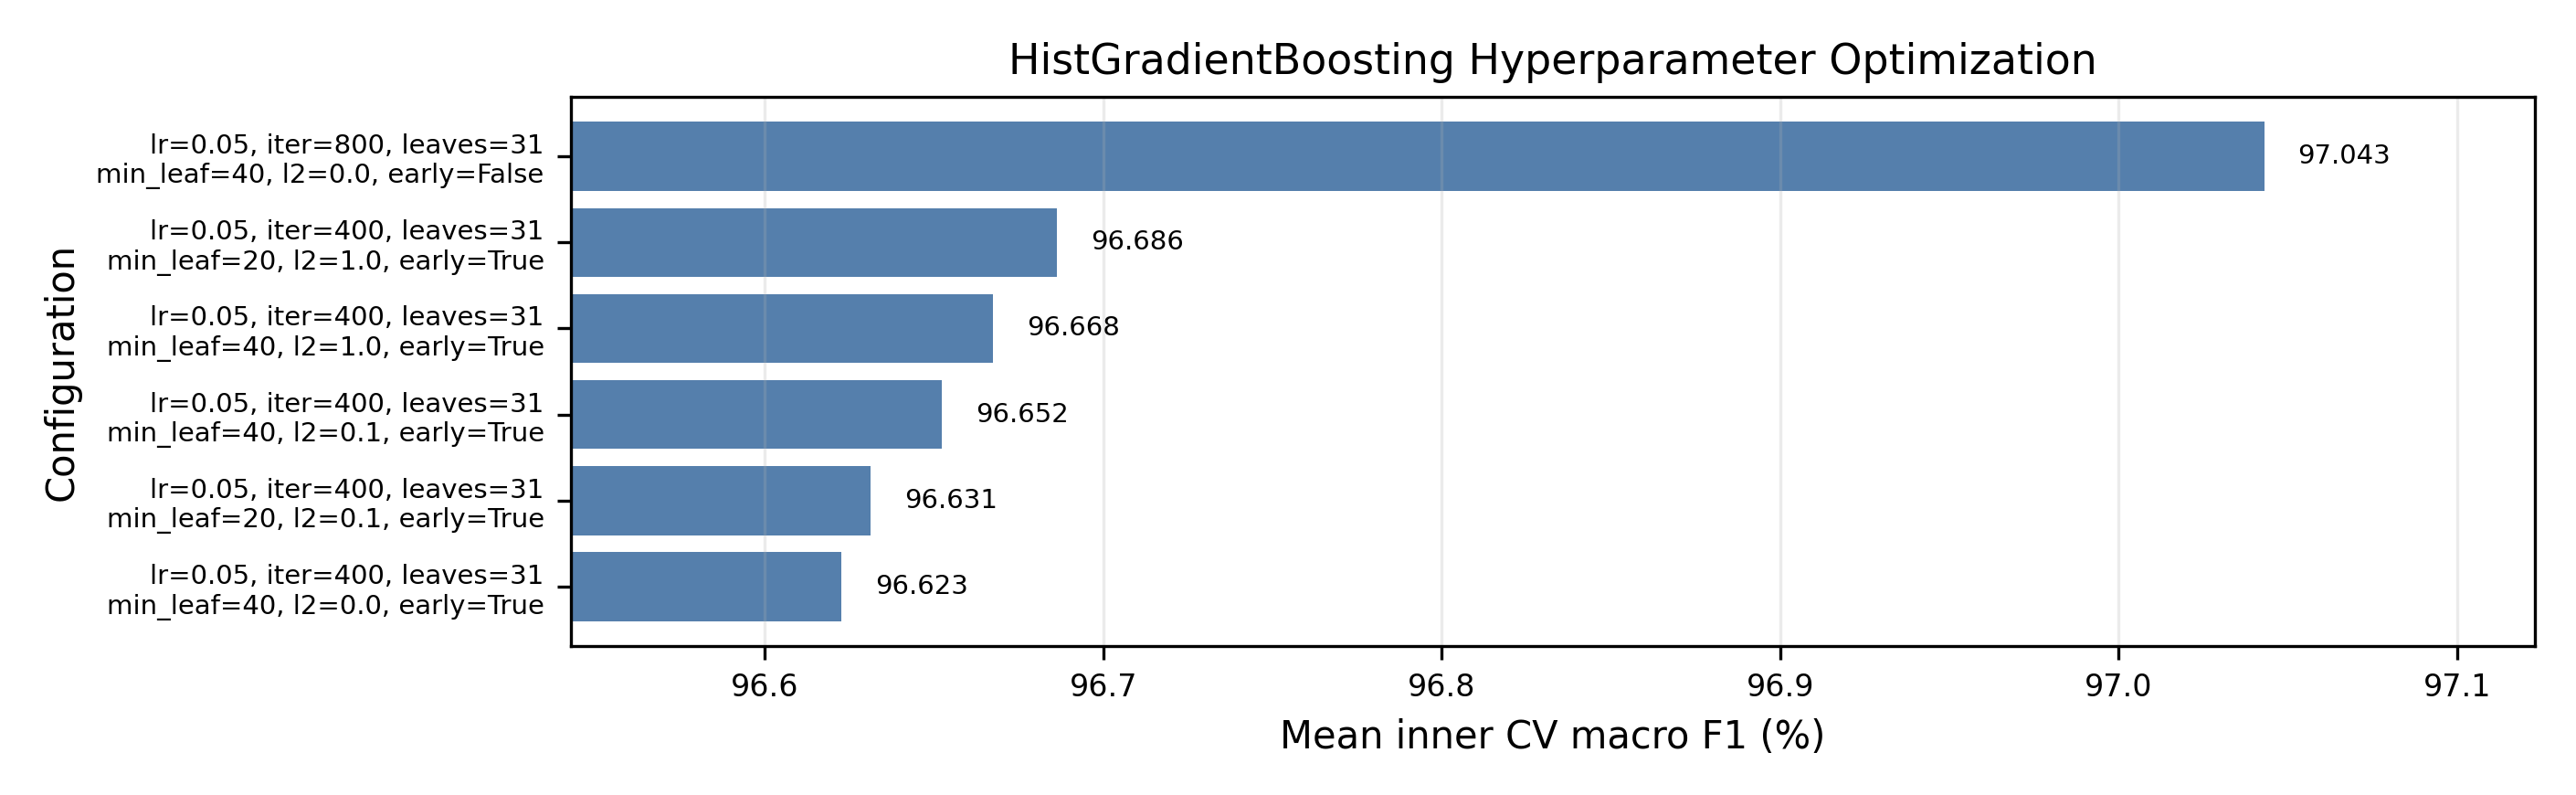 HistGradientBoosting Hyperparameter Optimization
Configuration
lr=0.05, iter=800, leaves=31
min_leaf=40, l2=0.0, early=False
97.043
lr=0.05, iter=400, leaves=31
min_leaf=20, l2=1.0, early=True
96.686
lr=0.05, iter=400, leaves=31
min_leaf=40, l2=1.0, early=True
96.668
lr=0.05, iter=400, leaves=31
min_leaf=40, l2=0.1, early=True
96.652
lr=0.05, iter=400, leaves=31
min_leaf=20, l2=0.1, early=True
96.631
lr=0.05, iter=400, leaves=31
min_leaf=40, l2=0.0, early=True
96.623
96.6 96.7 96.8 96.9 97.0 97.1
Mean inner CV macro F1 (%)